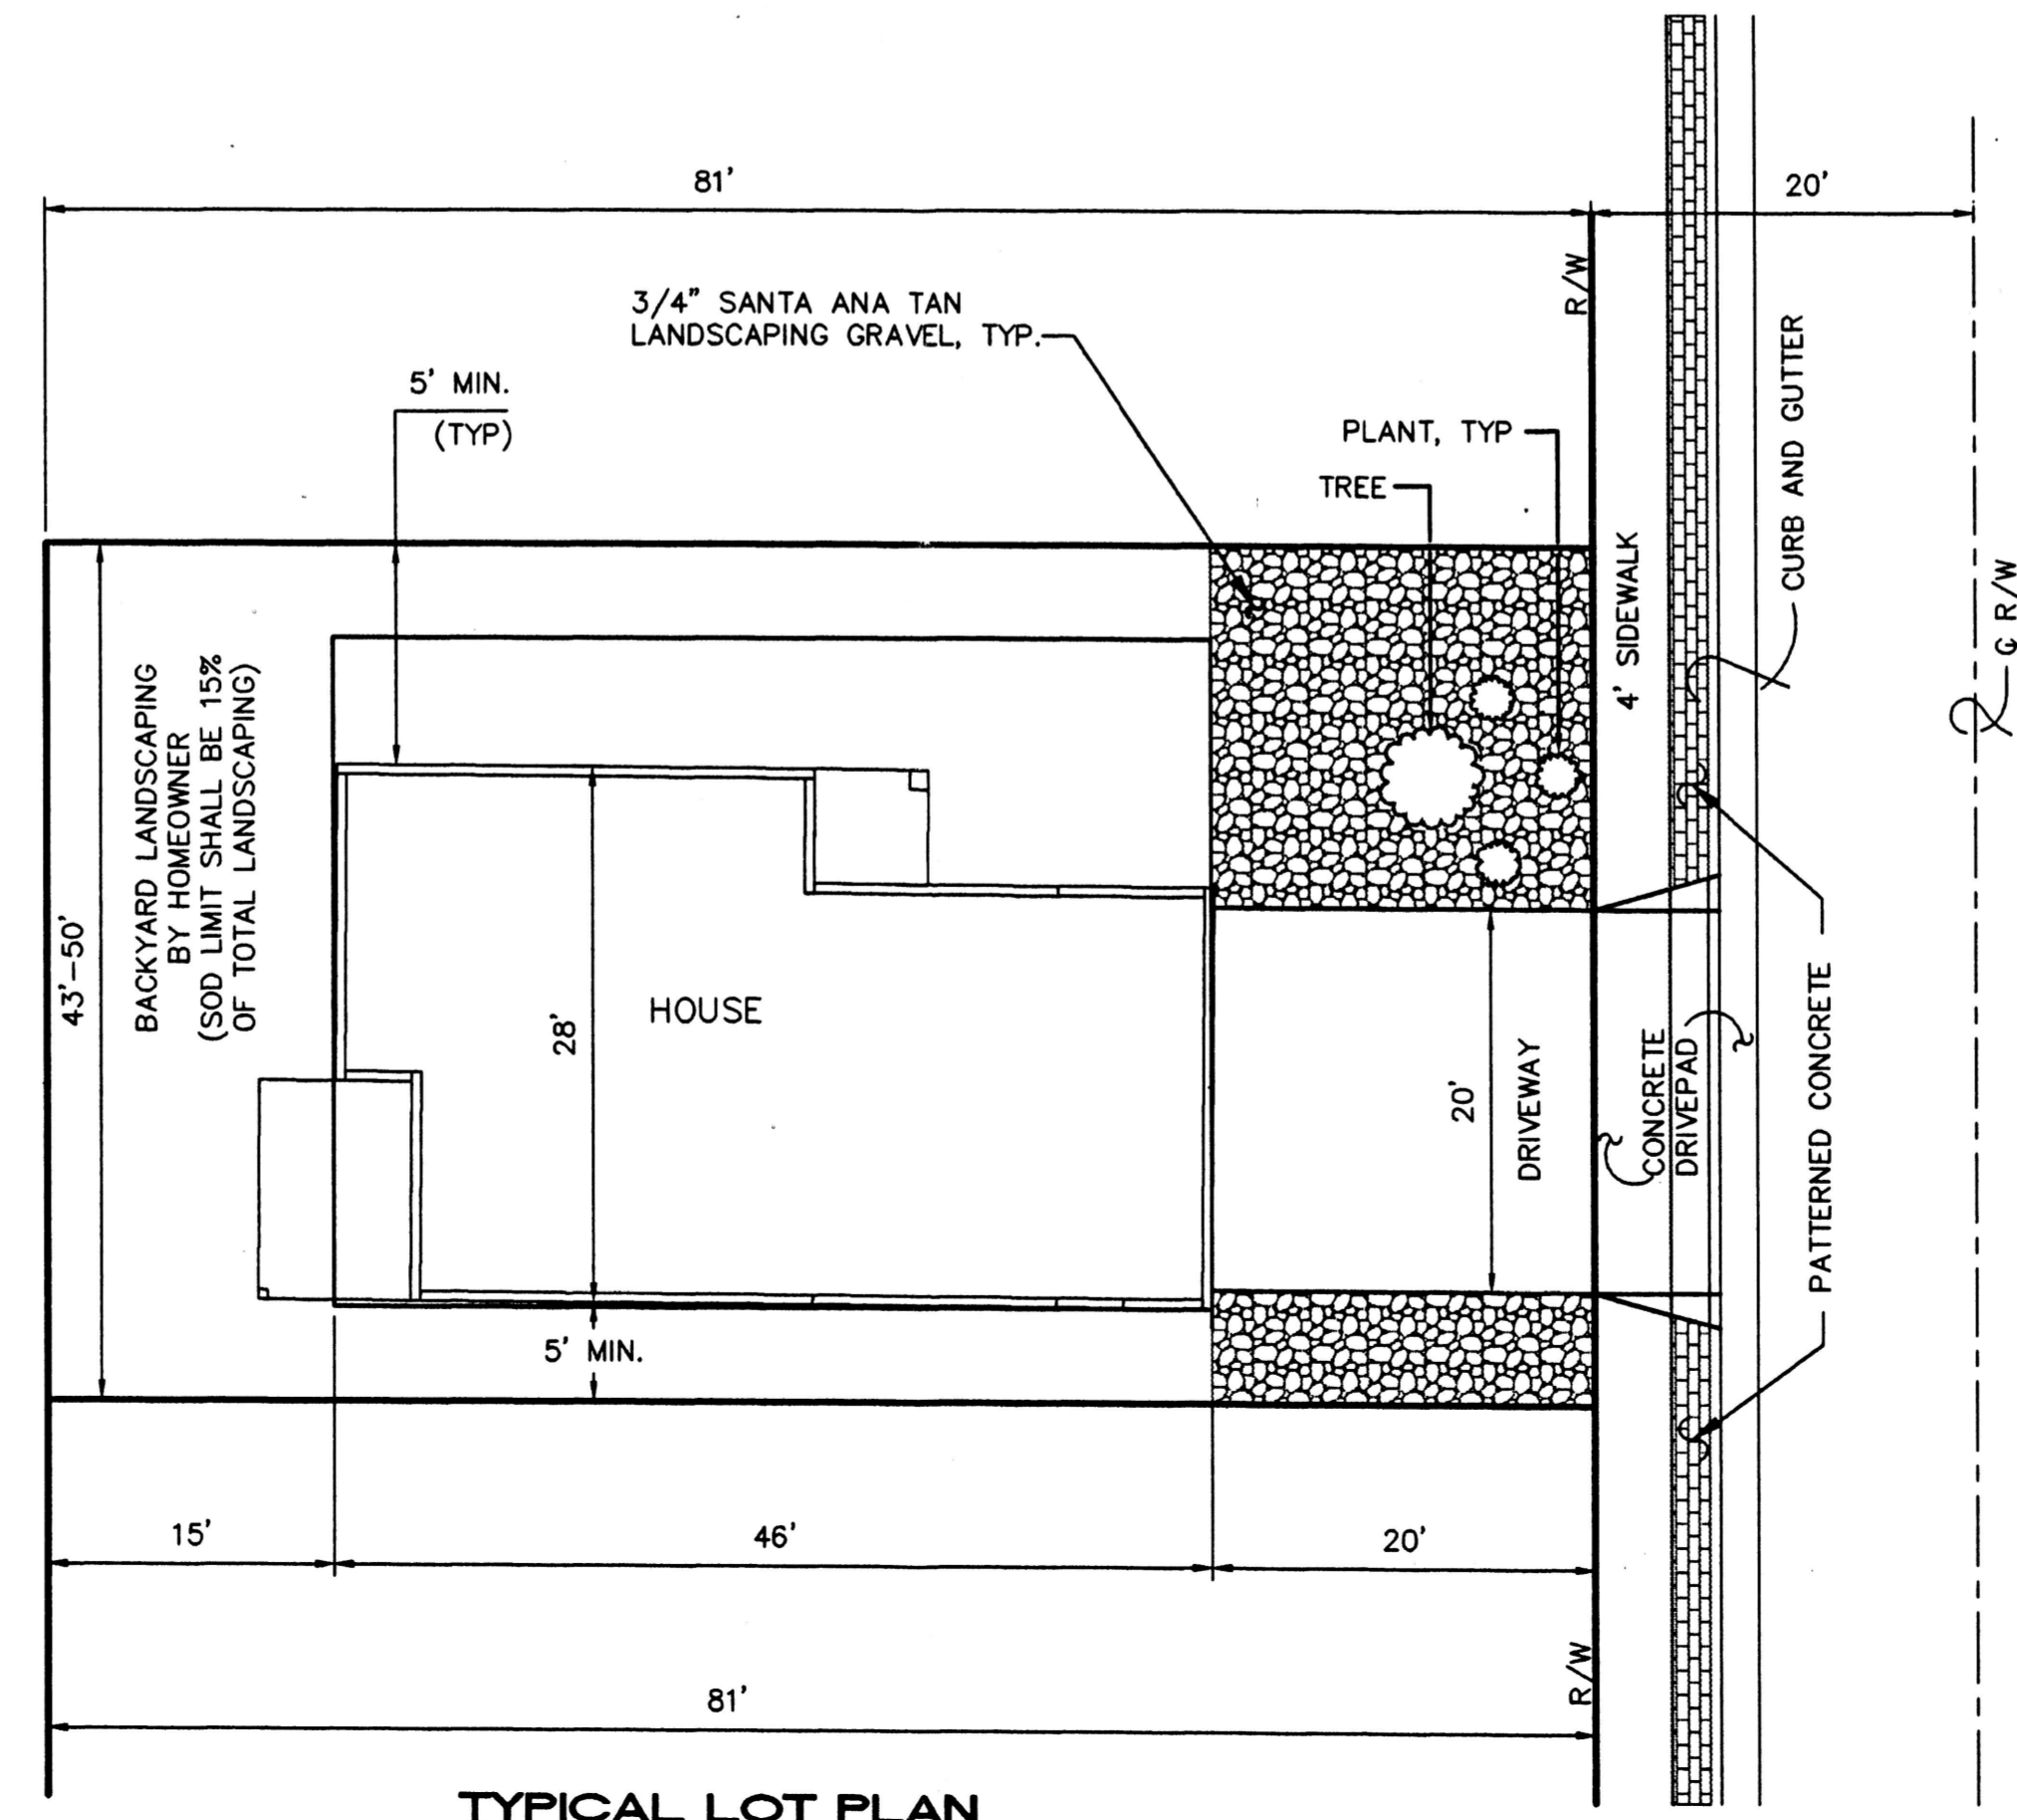 81'
20'
R/W
3/4" SANTA ANA TAN
LANDSCAPING GRAVEL, TYP.
5' MIN.
(TYP)
PLANT, TYP
TREE
CURB AND GUTTER
4' SIDEWALK
℄ R/W
43'-50'
BACKYARD LANDSCAPING
BY HOMEOWNER
(SOD LIMIT SHALL BE 15%
OF TOTAL LANDSCAPING)
HOUSE
28'
20'
DRIVEWAY
CONCRETE
DRIVEPAD
PATTERNED CONCRETE
5' MIN.
15'
46'
20'
R/W
81'
TYPICAL LOT PLAN